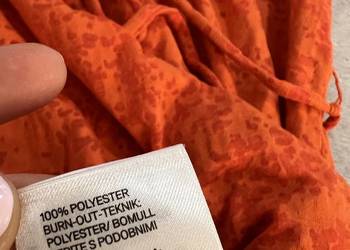 100% POLYESTER
BURN-OUT-TEKNIK:
POLYESTER/ BOMULL
S PODOBNIMI